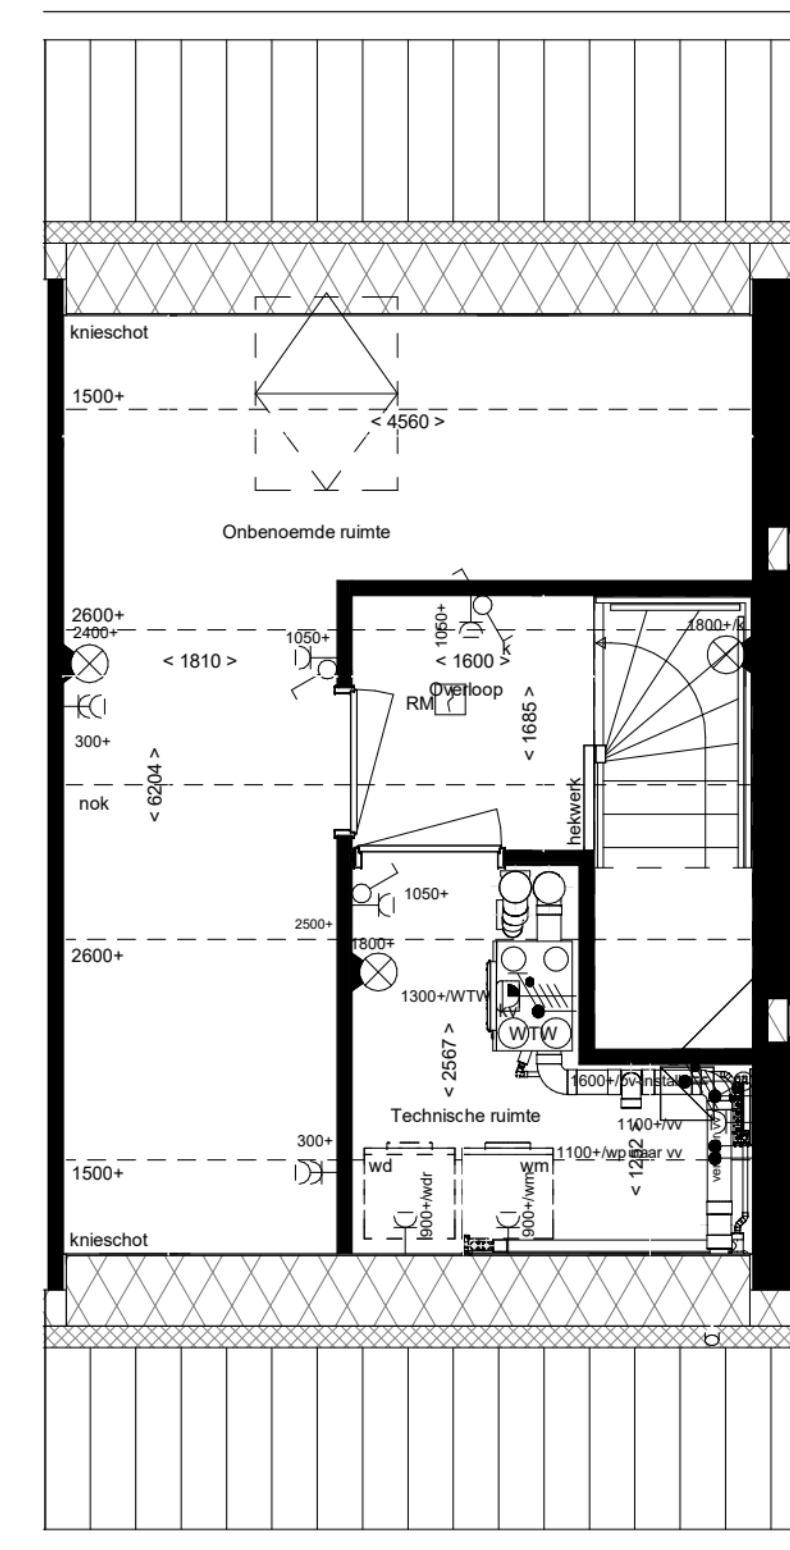 knieschot
1500+
< 4560 >
Onbenoemde ruimte
2600+
2400+
1050+
1050+
1800+/k
k
< 1810 >
< 1600 >
Overloop
RM
< 1685 >
300+
< 6204 >
nok
hekwerk
1050+
2500+
2600+
1800+
1300+/WTW
kv
WTW
< 2567 >
1600+/pv-install
Technische ruimte
1100+/vv
300+
1500+
wd
wm
1100+/wp naar vv
< 1252 >
900+/wdr
900+/wm
knieschot